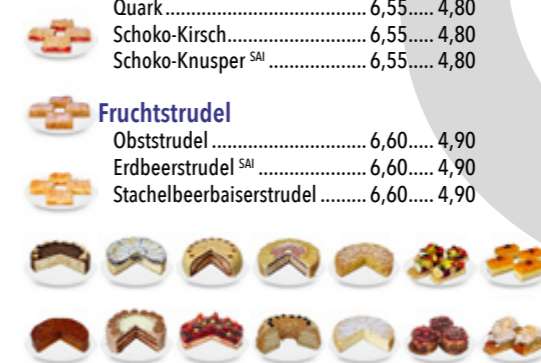 Quark............................................ 6,55..... 4,80
Schoko-Kirsch.............................. 6,55..... 4,80
Schoko-Knusper SAI ..................... 6,55..... 4,80
Fruchtstrudel
Obststrudel ................................. 6,60..... 4,90
Erdbeerstrudel SAI ....................... 6,60..... 4,90
Stachelbeerbaiserstrudel ......... 6,60..... 4,90